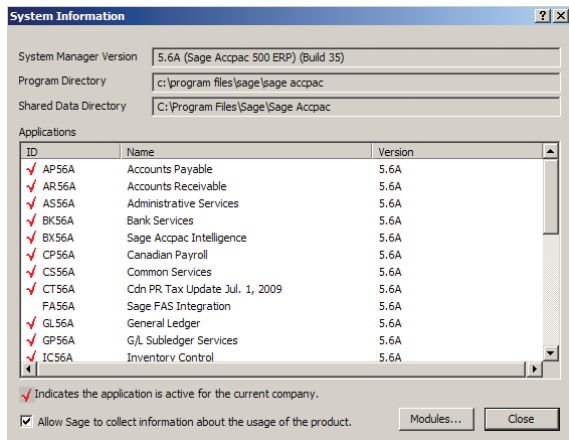 System Information
System Manager Version 5.6A (Sage Accpac 500 ERP) (Build 35)
Program Directory c:\program files\sage\sage accpac
Shared Data Directory C:\Program Files\Sage\Sage Accpac
Applications
ID Name Version
AP56A Accounts Payable 5.6A
AR56A Accounts Receivable 5.6A
AS56A Administrative Services 5.6A
BK56A Bank Services 5.6A
BX56A Sage Accpac Intelligence 5.6A
CP56A Canadian Payroll 5.6A
CS56A Common Services 5.6A
CT56A Cdn PR Tax Update Jul. 1, 2009 5.6A
FA56A Sage FAS Integration 5.6A
GL56A General Ledger 5.6A
GP56A G/L Subledger Services 5.6A
IC56A Inventory Control 5.6A
Indicates the application is active for the current company.
Allow Sage to collect information about the usage of the product. Modules... Close